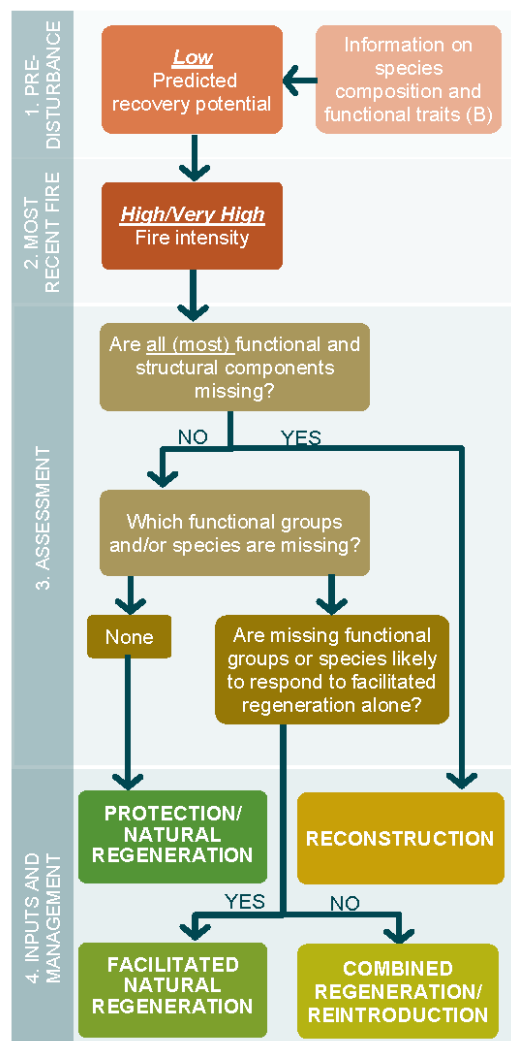 1. PRE-
DISTURBANCE
Low
Predicted
recovery potential
Information on
species
composition and
functional traits (B)
2. MOST
RECENT FIRE
High/Very High
Fire intensity
3. ASSESSMENT
Are all (most) functional and
structural components
missing?
NO
YES
Which functional groups
and/or species are missing?
None
Are missing functional
groups or species likely
to respond to facilitated
regeneration alone?
4. INPUTS AND
MANAGEMENT
PROTECTION/
NATURAL
REGENERATION
RECONSTRUCTION
YES
NO
FACILITATED
NATURAL
REGENERATION
COMBINED
REGENERATION/
REINTRODUCTION